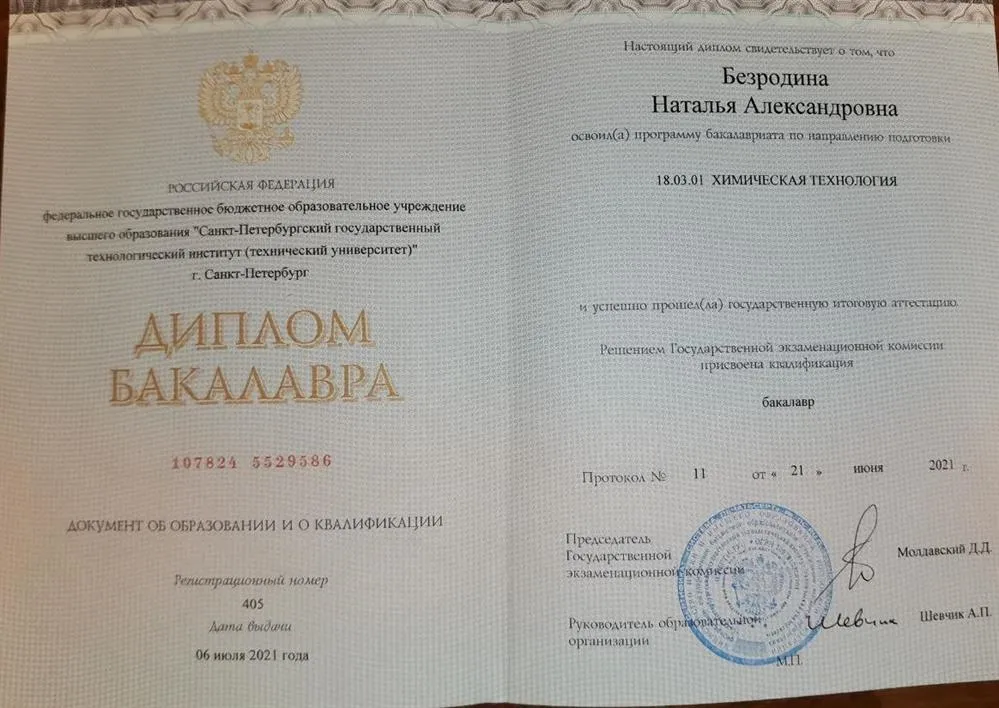 РОССИЙСКАЯ ФЕДЕРАЦИЯ
федеральное государственное бюджетное образовательное учреждение
высшего образования "Санкт-Петербургский государственный
технологический институт (технический университет)"
г. Санкт-Петербург
ДИПЛОМ
БАКАЛАВРА
107824 5529586
ДОКУМЕНТ ОБ ОБРАЗОВАНИИ И О КВАЛИФИКАЦИИ
Регистрационный номер
405
Дата выдачи
06 июля 2021 года
Настоящий диплом свидетельствует о том, что
Безродина
Наталья Александровна
освоил(а) программу бакалавриата по направлению подготовки
18.03.01 ХИМИЧЕСКАЯ ТЕХНОЛОГИЯ
и успешно прошел(ла) государственную итоговую аттестацию.
Решением Государственной экзаменационной комиссии
присвоена квалификация
бакалавр
Протокол № 11 от « 21 » июня 2021 г.
Председатель
Государственной
экзаменационной комиссии
Молдавский Д.Д.
Руководитель образовательной
организации
Шевчик
Шевчик А.П.
М.П.